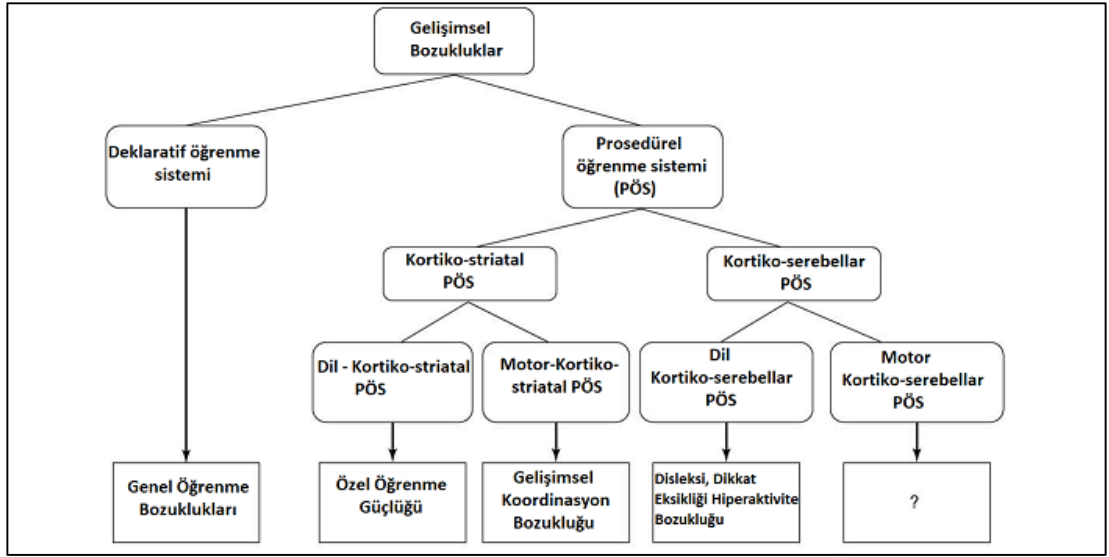 Gelişimsel
Bozukluklar
Deklaratif öğrenme
sistemi
Prosedürel
öğrenme sistemi
(PÖS)
Kortiko-striatal
PÖS
Kortiko-serebellar
PÖS
Dil - Kortiko-striatal
PÖS
Motor-Kortiko-
striatal PÖS
Dil
Kortiko-serebellar
PÖS
Motor
Kortiko-serebellar
PÖS
Genel Öğrenme
Bozuklukları
Özel Öğrenme
Güçlüğü
Gelişimsel
Koordinasyon
Bozukluğu
Disleksi, Dikkat
Eksikliği Hiperaktivite
Bozukluğu
?